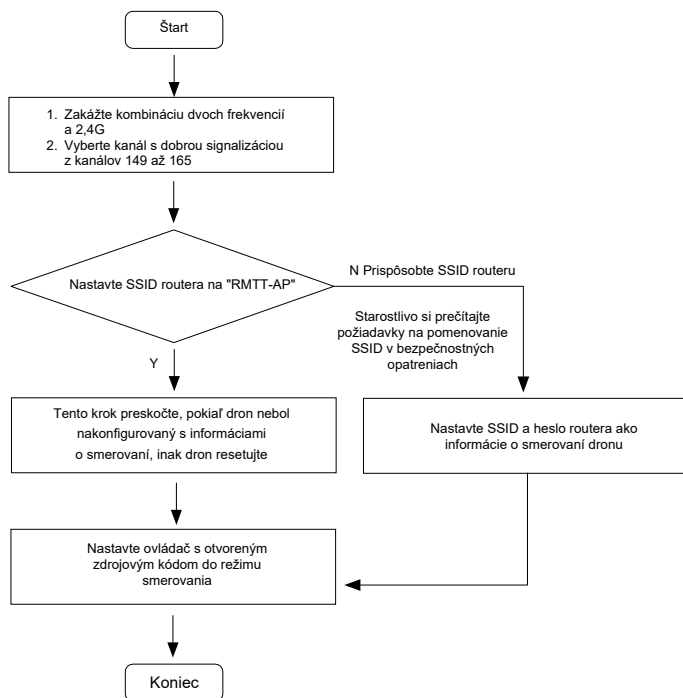 Štart
1. Zakážte kombináciu dvoch frekvencií
a 2,4G
2. Vyberte kanál s dobrou signalizáciou
z kanálov 149 až 165
Nastavte SSID routera na "RMTT-AP"
N Prispôsobte SSID routeru
Starostlivo si prečítajte
požiadavky na pomenovanie
SSID v bezpečnostných
opatreniach
Y
Tento krok preskočte, pokiaľ dron nebol
nakonfigurovaný s informáciami
o smerovaní, inak dron resetujte
Nastavte SSID a heslo routera ako
informácie o smerovaní dronu
Nastavte ovládač s otvoreným
zdrojovým kódom do režimu
smerovania
Koniec